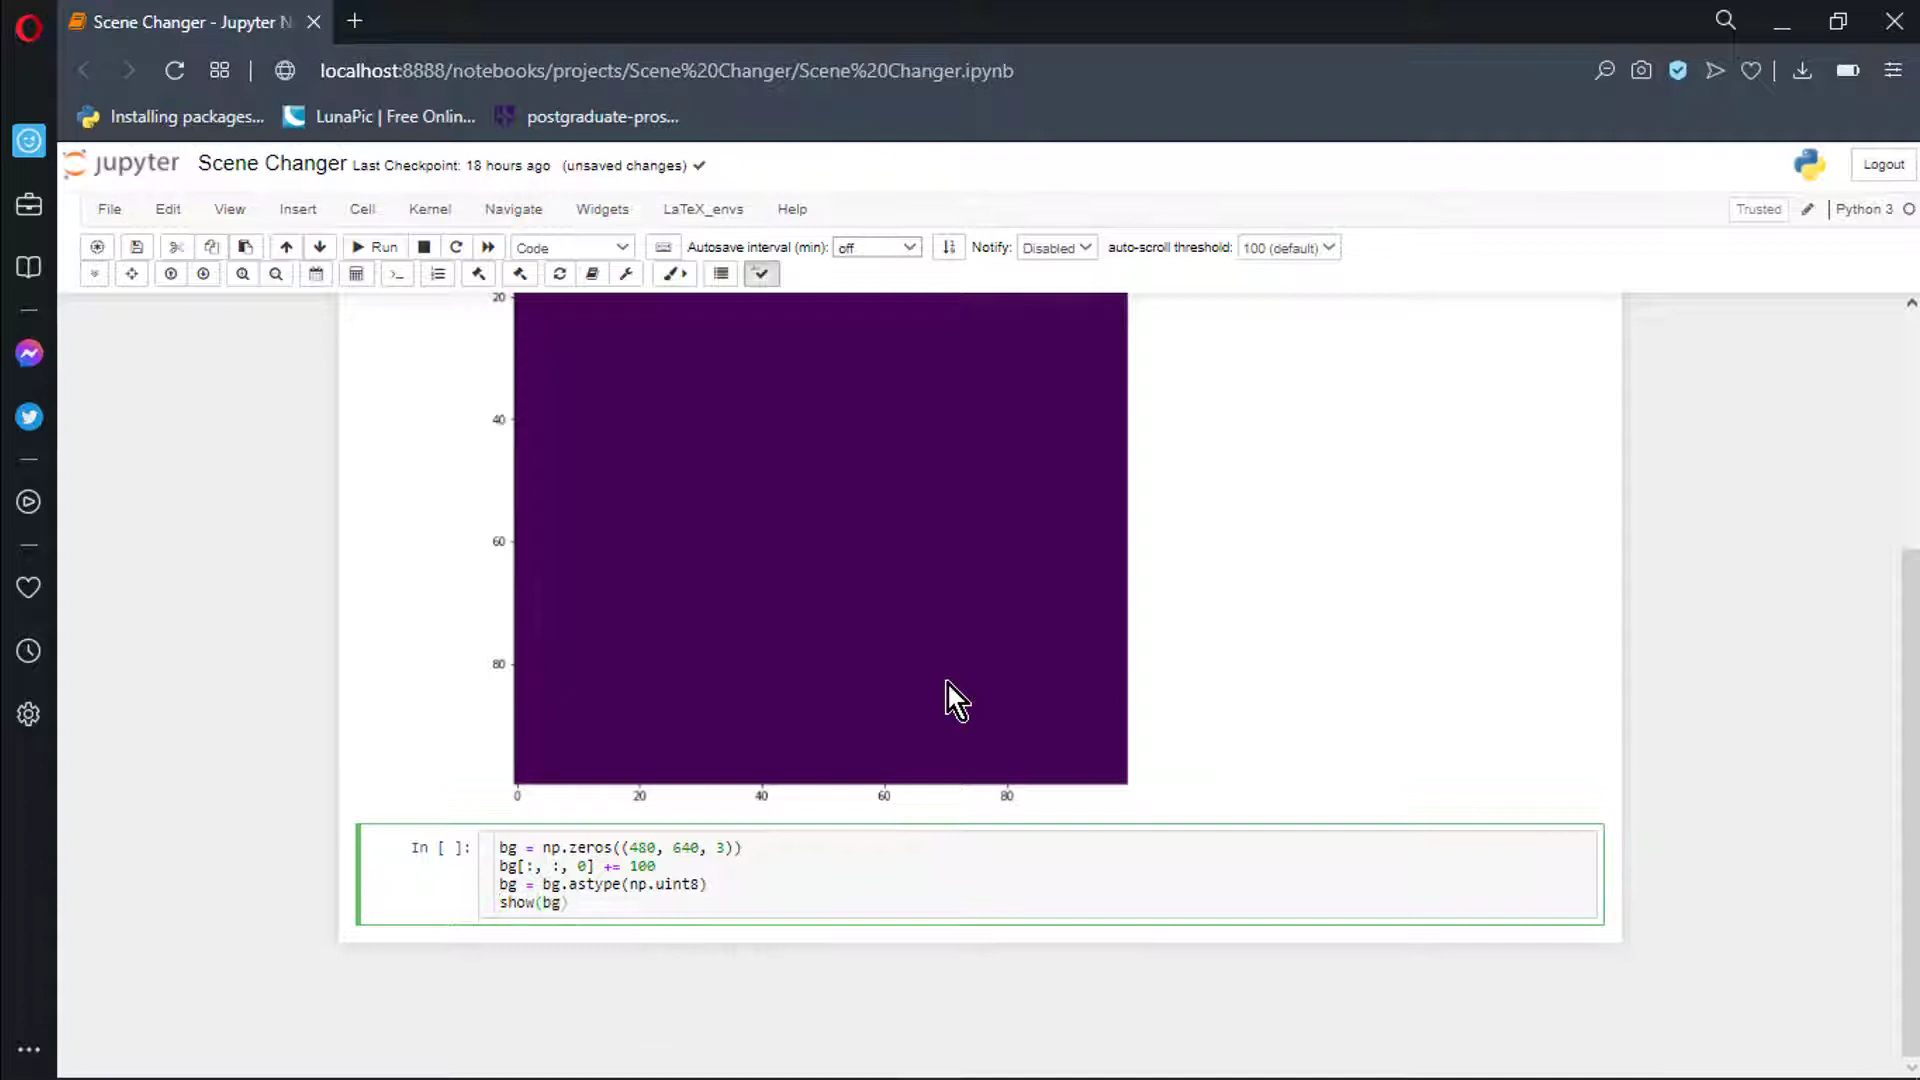 Scene Changer - Jupyter N
localhost:8888/notebooks/projects/Scene%20Changer/Scene%20Changer.ipynb
Installing packages... LunaPic | Free Onlin... postgraduate-pros...
jupyter Scene Changer Last Checkpoint: 18 hours ago (unsaved changes) Logout
File Edit View Insert Cell Kernel Navigate Widgets LaTeX_envs Help Trusted Python 3
Run Code Autosave interval (min): off Notify: Disabled auto-scroll threshold: 100 (default)
20
40
60
80
0 20 40 60 80
In [ ]: bg = np.zeros((480, 640, 3))
bg[:, :, 0] += 100
bg = bg.astype(np.uint8)
show(bg)